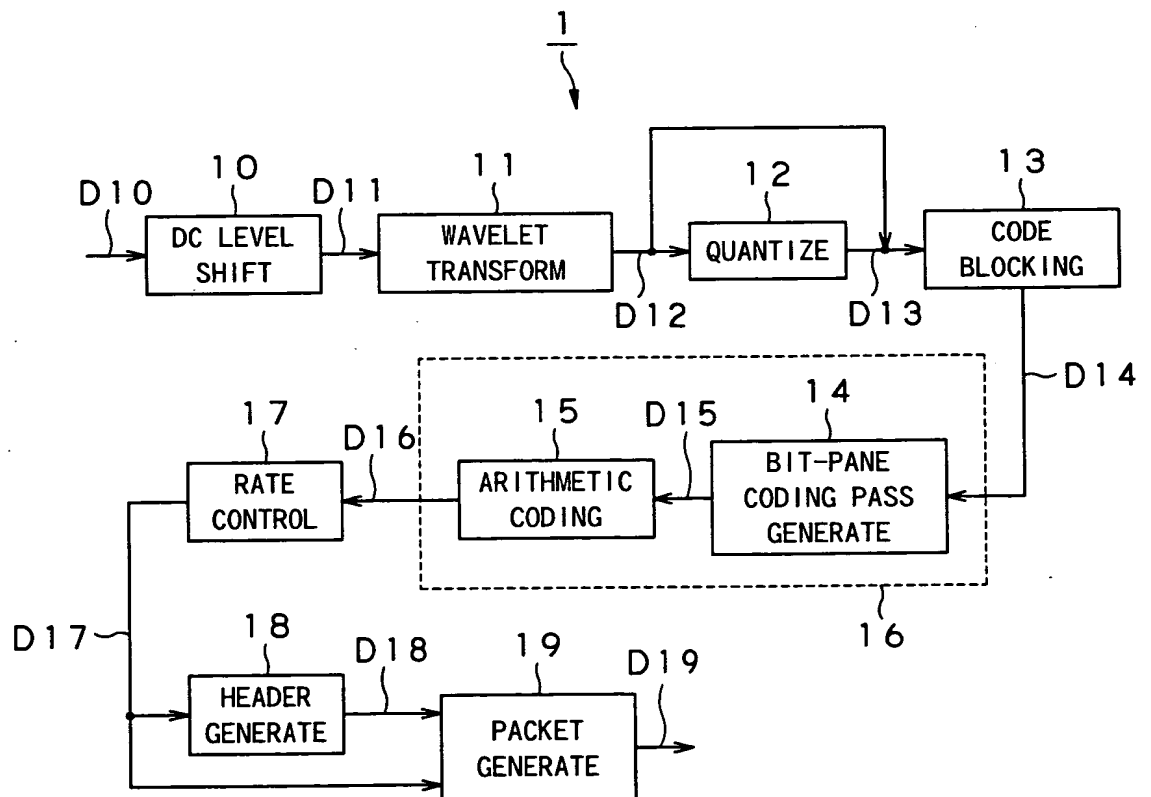 1
10
11
12
13
D10
D11
DC LEVEL
SHIFT
WAVELET
TRANSFORM
QUANTIZE
CODE
BLOCKING
D12
D13
D14
17
D16
15
D15
14
RATE
CONTROL
ARITHMETIC
CODING
BIT-PANE
CODING PASS
GENERATE
16
D17
18
D18
19
D19
HEADER
GENERATE
PACKET
GENERATE